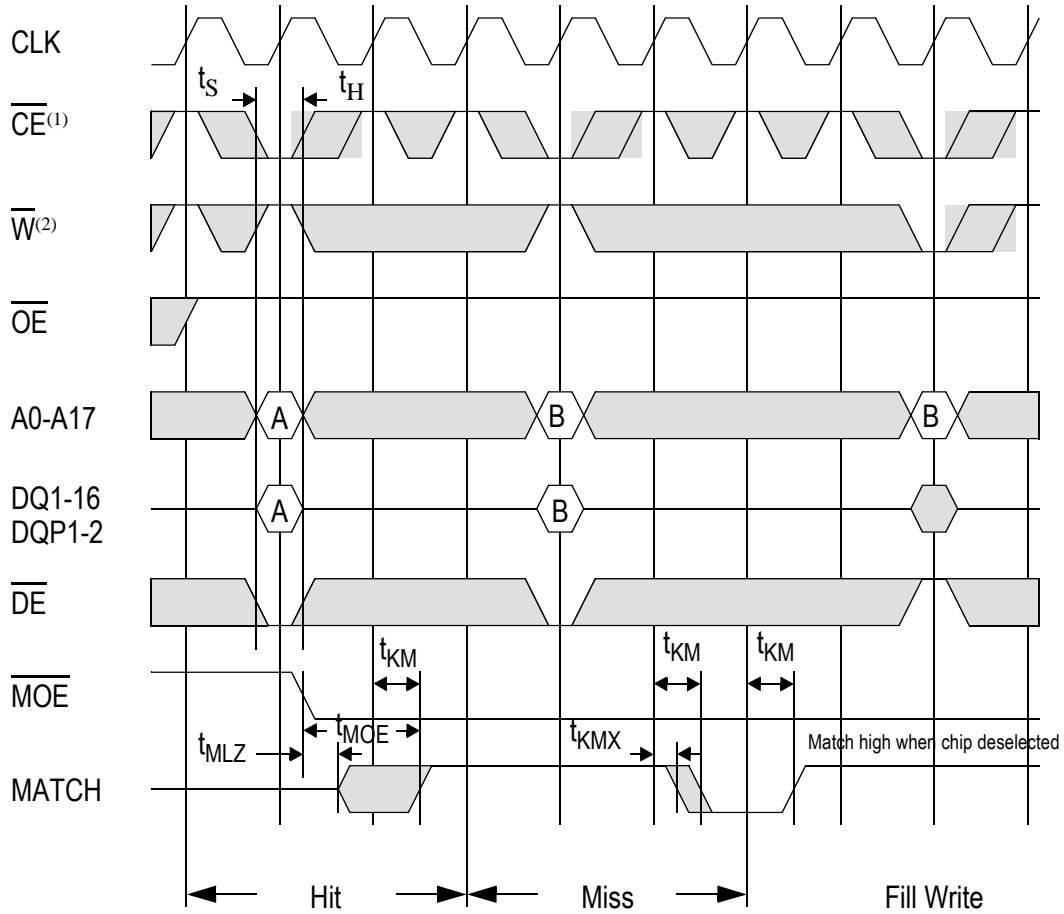 CLK
tS tH
CE(1)
W(2)
OE
A0-A17 A B B
DQ1-16 A B
DQP1-2
DE
tKM tKM tKM
MOE
tMOE
tMLZ tKMX Match high when chip deselected
MATCH
Hit Miss Fill Write